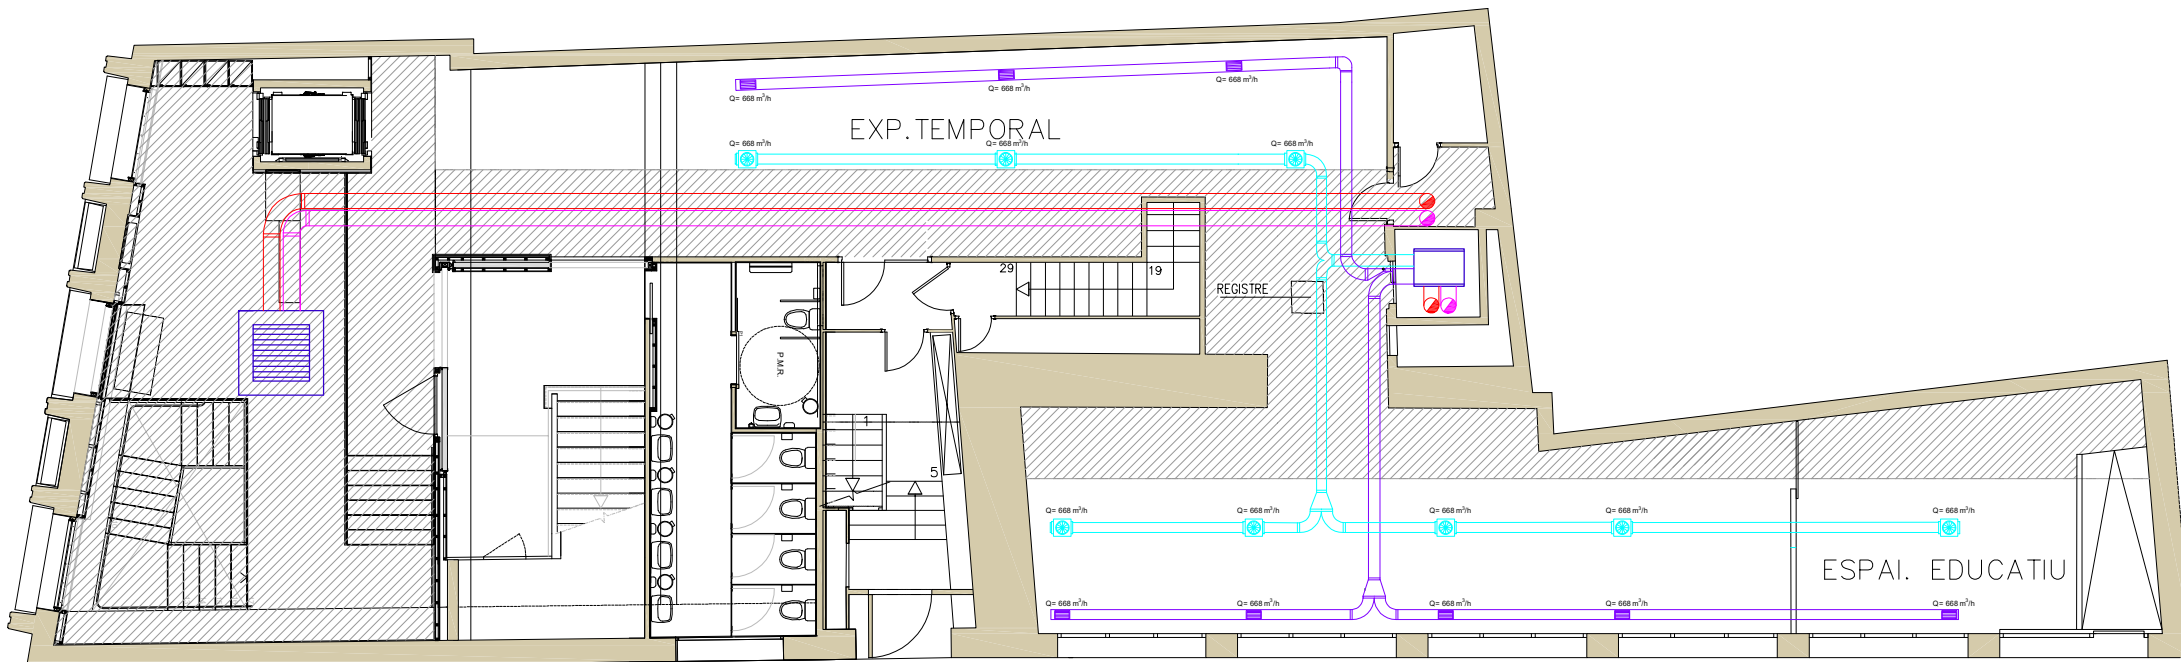 Q= 668 m³/h
Q= 668 m³/h
Q= 668 m³/h
EXP.TEMPORAL
Q= 668 m³/h
Q= 668 m³/h
Q= 668 m³/h
29
19
REGISTRE
P.M.R.
1
5
Q= 668 m³/h
Q= 668 m³/h
Q= 668 m³/h
Q= 668 m³/h
Q= 668 m³/h
ESPAI. EDUCATIU
Q= 668 m³/h
Q= 668 m³/h
Q= 668 m³/h
Q= 668 m³/h
Q= 668 m³/h